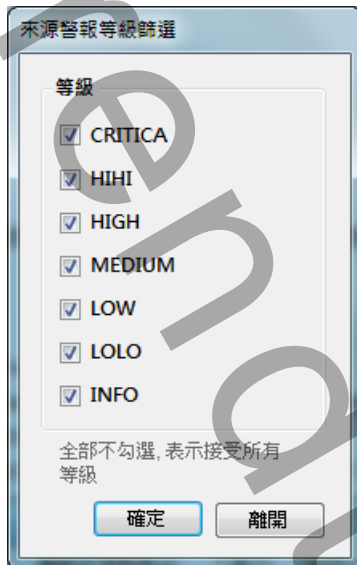 來源警報等級篩選
等級
CRITICA
HIHI
HIGH
MEDIUM
LOW
LOLO
INFO
全部不勾選, 表示接受所有
等級
確定
離開